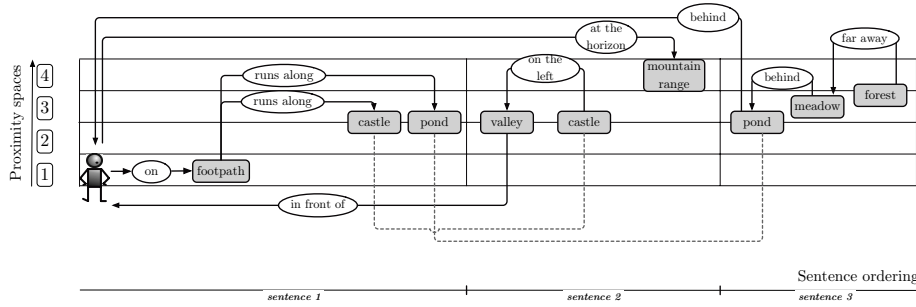 behind
at the
horizon
far away
on the
left
runs along
runs along
behind
mountain
range
forest
meadow
castle
pond
valley
castle
pond
on
footpath
in front of
Proximity spaces
4
3
2
1
Sentence ordering
sentence 1
sentence 2
sentence 3